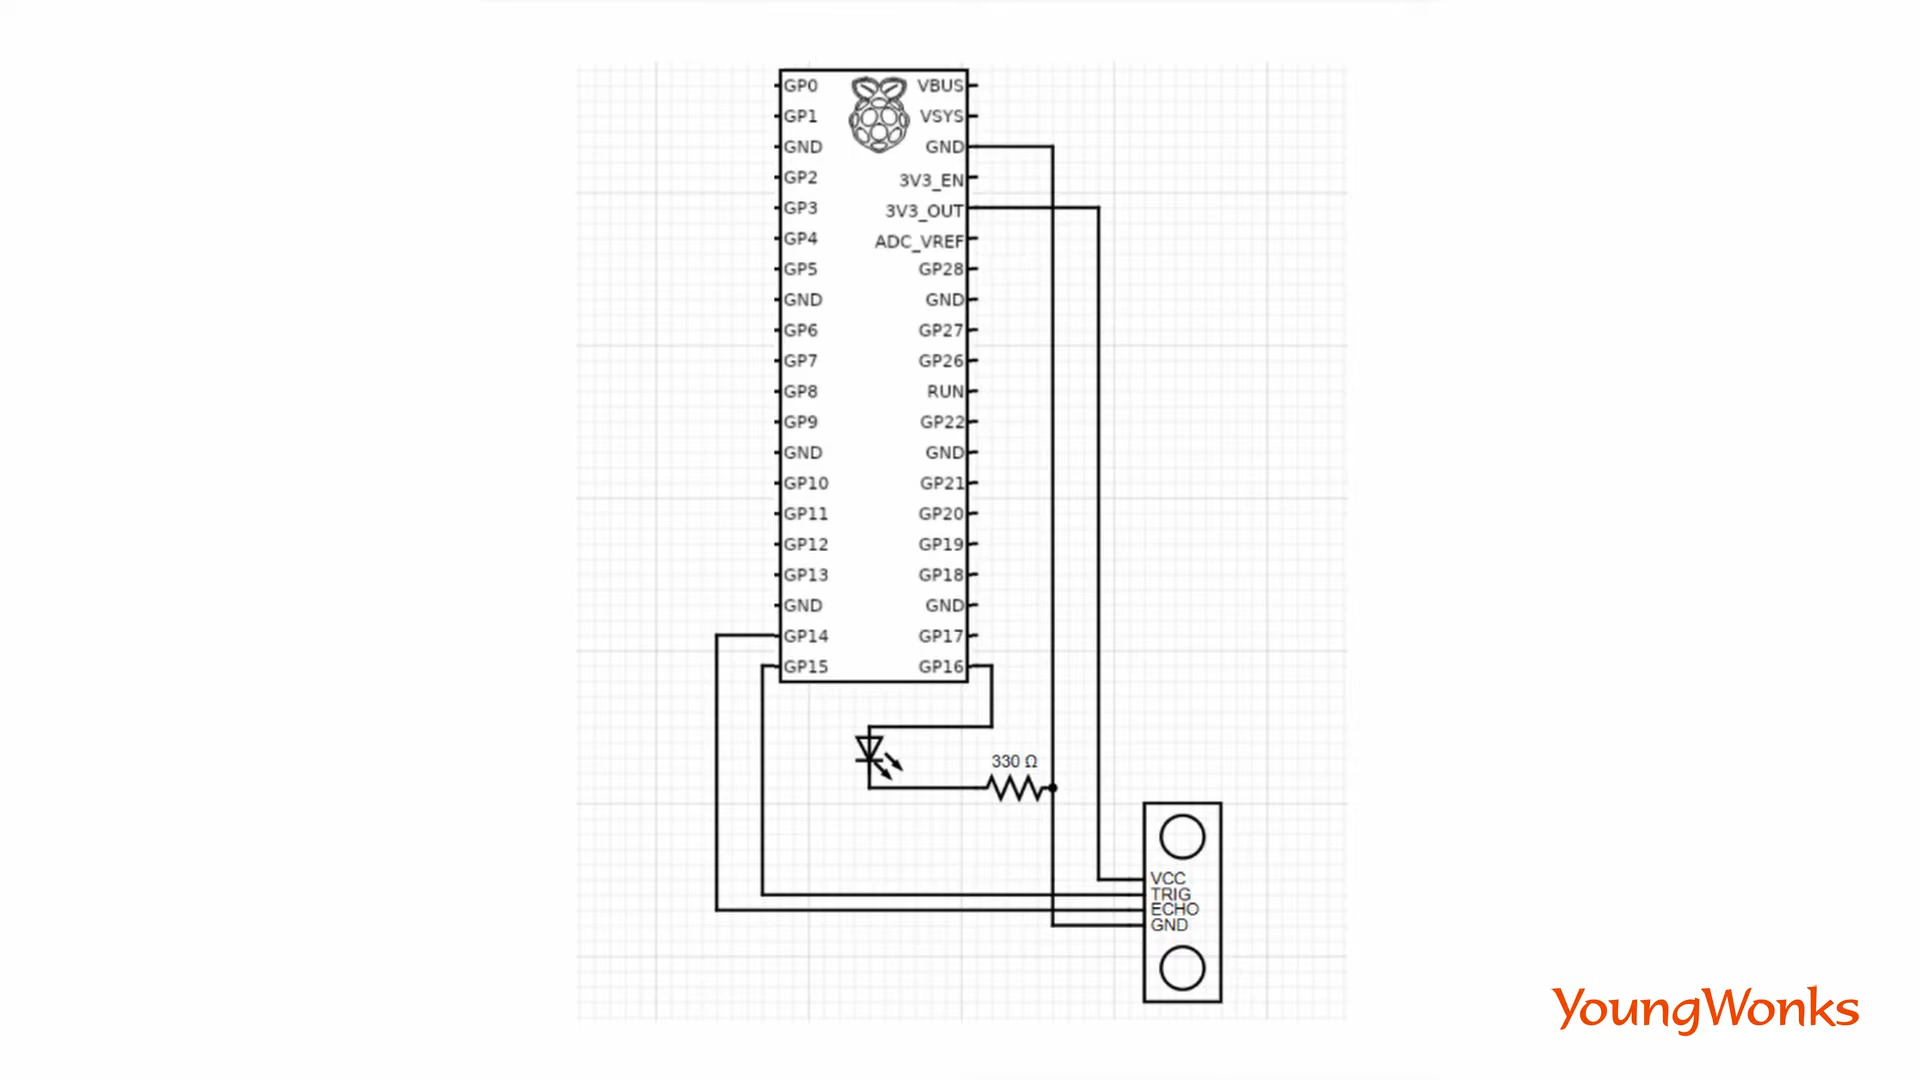 GP0 VBUS
GP1 VSYS
GND GND
GP2 3V3_EN
GP3 3V3_OUT
GP4 ADC_VREF
GP5 GP28
GND GND
GP6 GP27
GP7 GP26
GP8 RUN
GP9 GP22
GND GND
GP10 GP21
GP11 GP20
GP12 GP19
GP13 GP18
GND GND
GP14 GP17
GP15 GP16
330 Ω
VCC
TRIG
ECHO
GND
YoungWonks